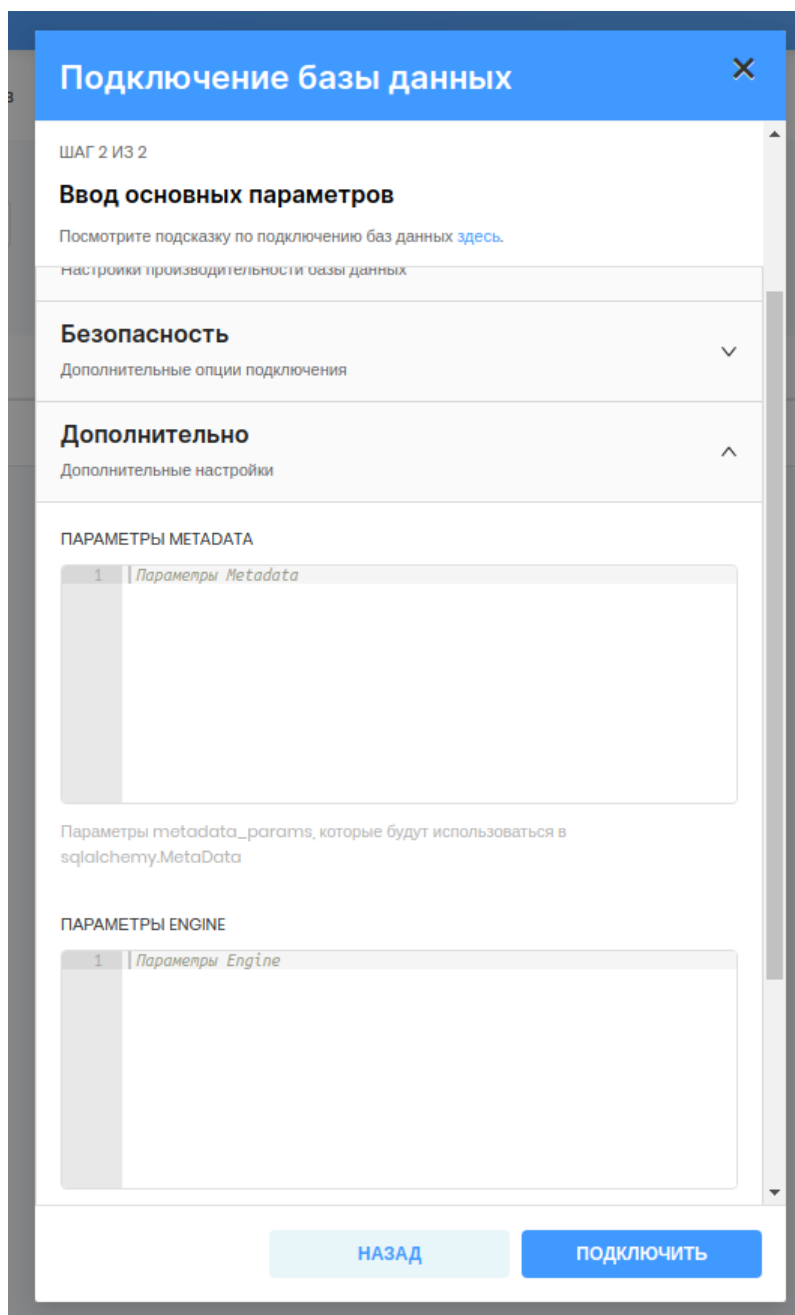 Подключение базы данных
в
ШАГ 2 ИЗ 2
Ввод основных параметров
Посмотрите подсказку по подключению баз данных здесь.
Настройки производительности базы данных
Безопасность
Дополнительные опции подключения
Дополнительно
Дополнительные настройки
ПАРАМЕТРЫ METADATA
1 Параметры Metadata
Параметры metadata_params, которые будут использоваться в
sqlalchemy.MetaData
ПАРАМЕТРЫ ENGINE
1 Параметры Engine
НАЗАД
ПОДКЛЮЧИТЬ